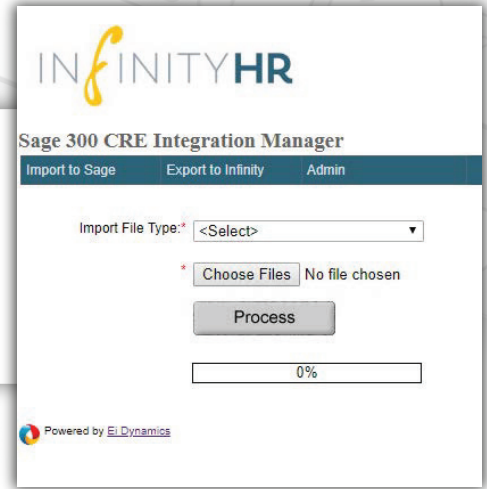 INFINITYHR
Sage 300 CRE Integration Manager
Import to Sage Export to Infinity Admin
Import File Type:* <Select>
* Choose Files No file chosen
Process
0%
Powered by Ei Dynamics